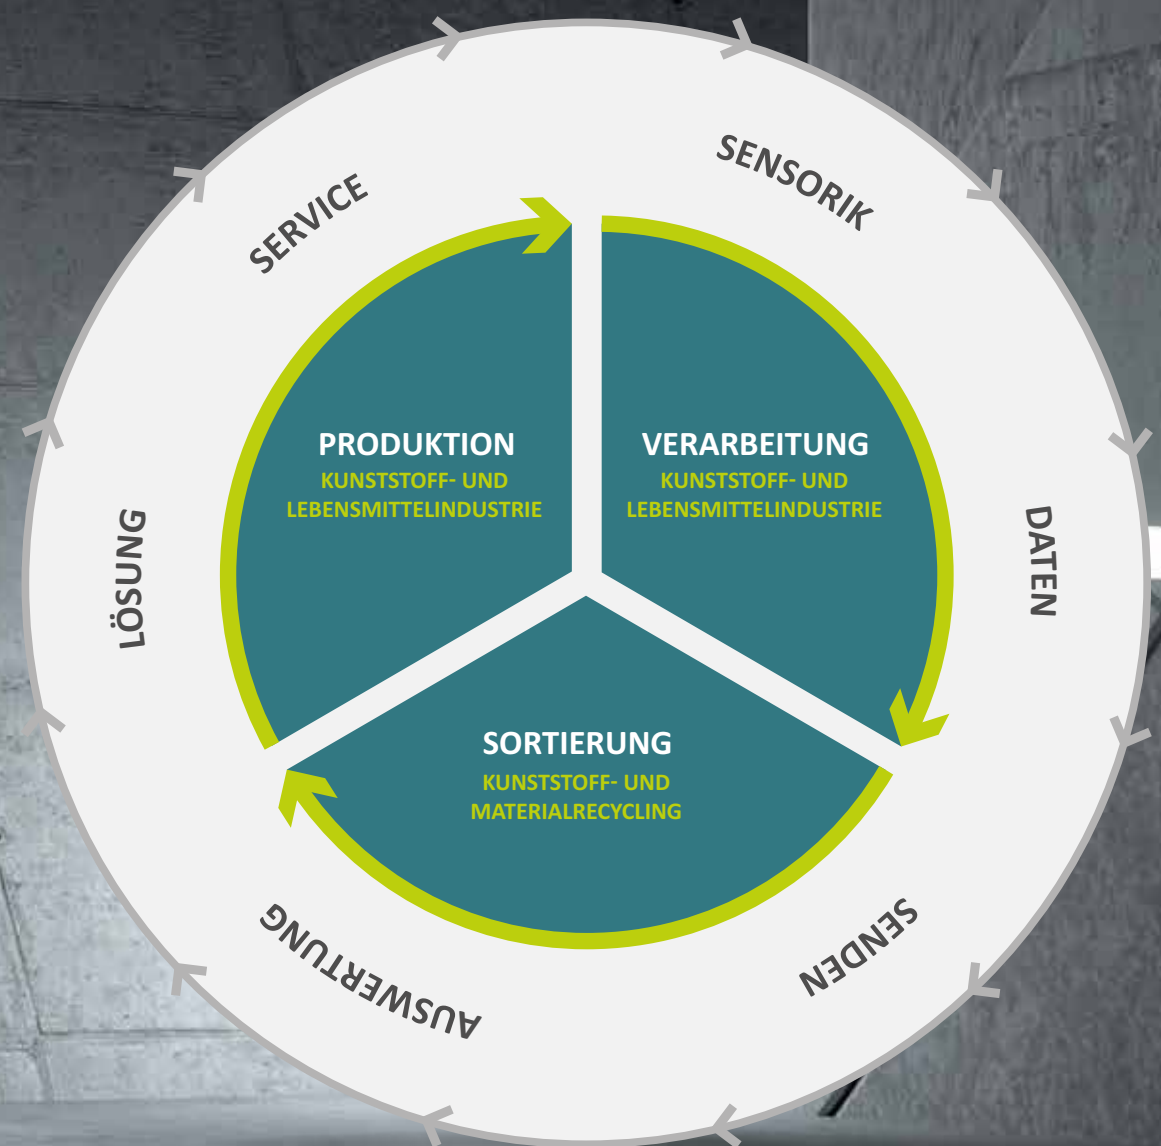 SERVICE
SENSORIK
DATEN
SENDEN
AUSWERTUNG
LÖSUNG
PRODUKTION
KUNSTSTOFF- UND
LEBENSMITTELINDUSTRIE
VERARBEITUNG
KUNSTSTOFF- UND
LEBENSMITTELINDUSTRIE
SORTIERUNG
KUNSTSTOFF- UND
MATERIALRECYCLING